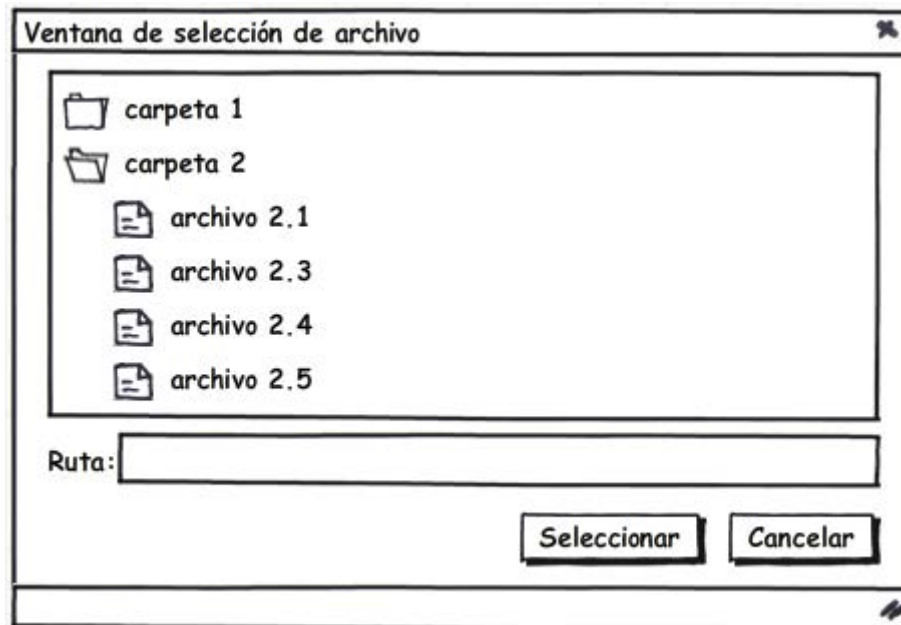 Ventana de selección de archivo
carpeta 1
carpeta 2
archivo 2.1
archivo 2.3
archivo 2.4
archivo 2.5
Ruta:
Seleccionar Cancelar